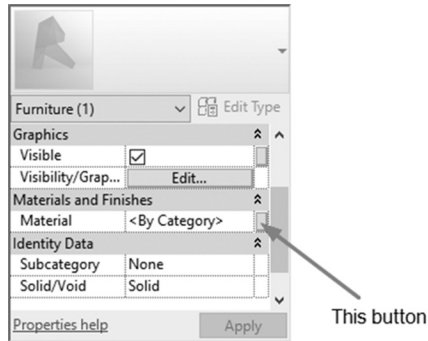 Furniture (1) Edit Type
Graphics
Visible
Visibility/Grap... Edit...
Materials and Finishes
Material <By Category>
Identity Data
Subcategory None
Solid/Void Solid
Properties help Apply
This button